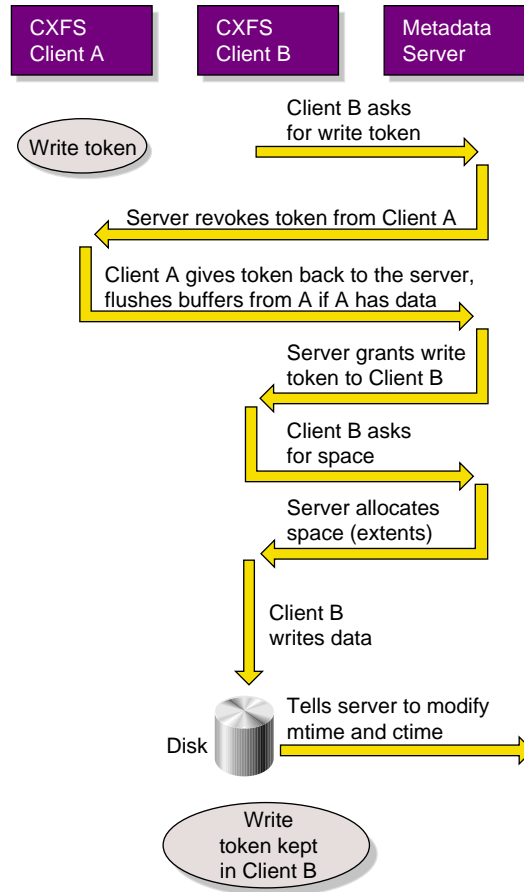 CXFS
Client A
CXFS
Client B
Metadata
Server
Client B asks
for write token
Write token
Server revokes token from Client A
Client A gives token back to the server,
flushes buffers from A if A has data
Server grants write
token to Client B
Client B asks
for space
Server allocates
space (extents)
Client B
writes data
Tells server to modify
mtime and ctime
Disk
Write
token kept
in Client B